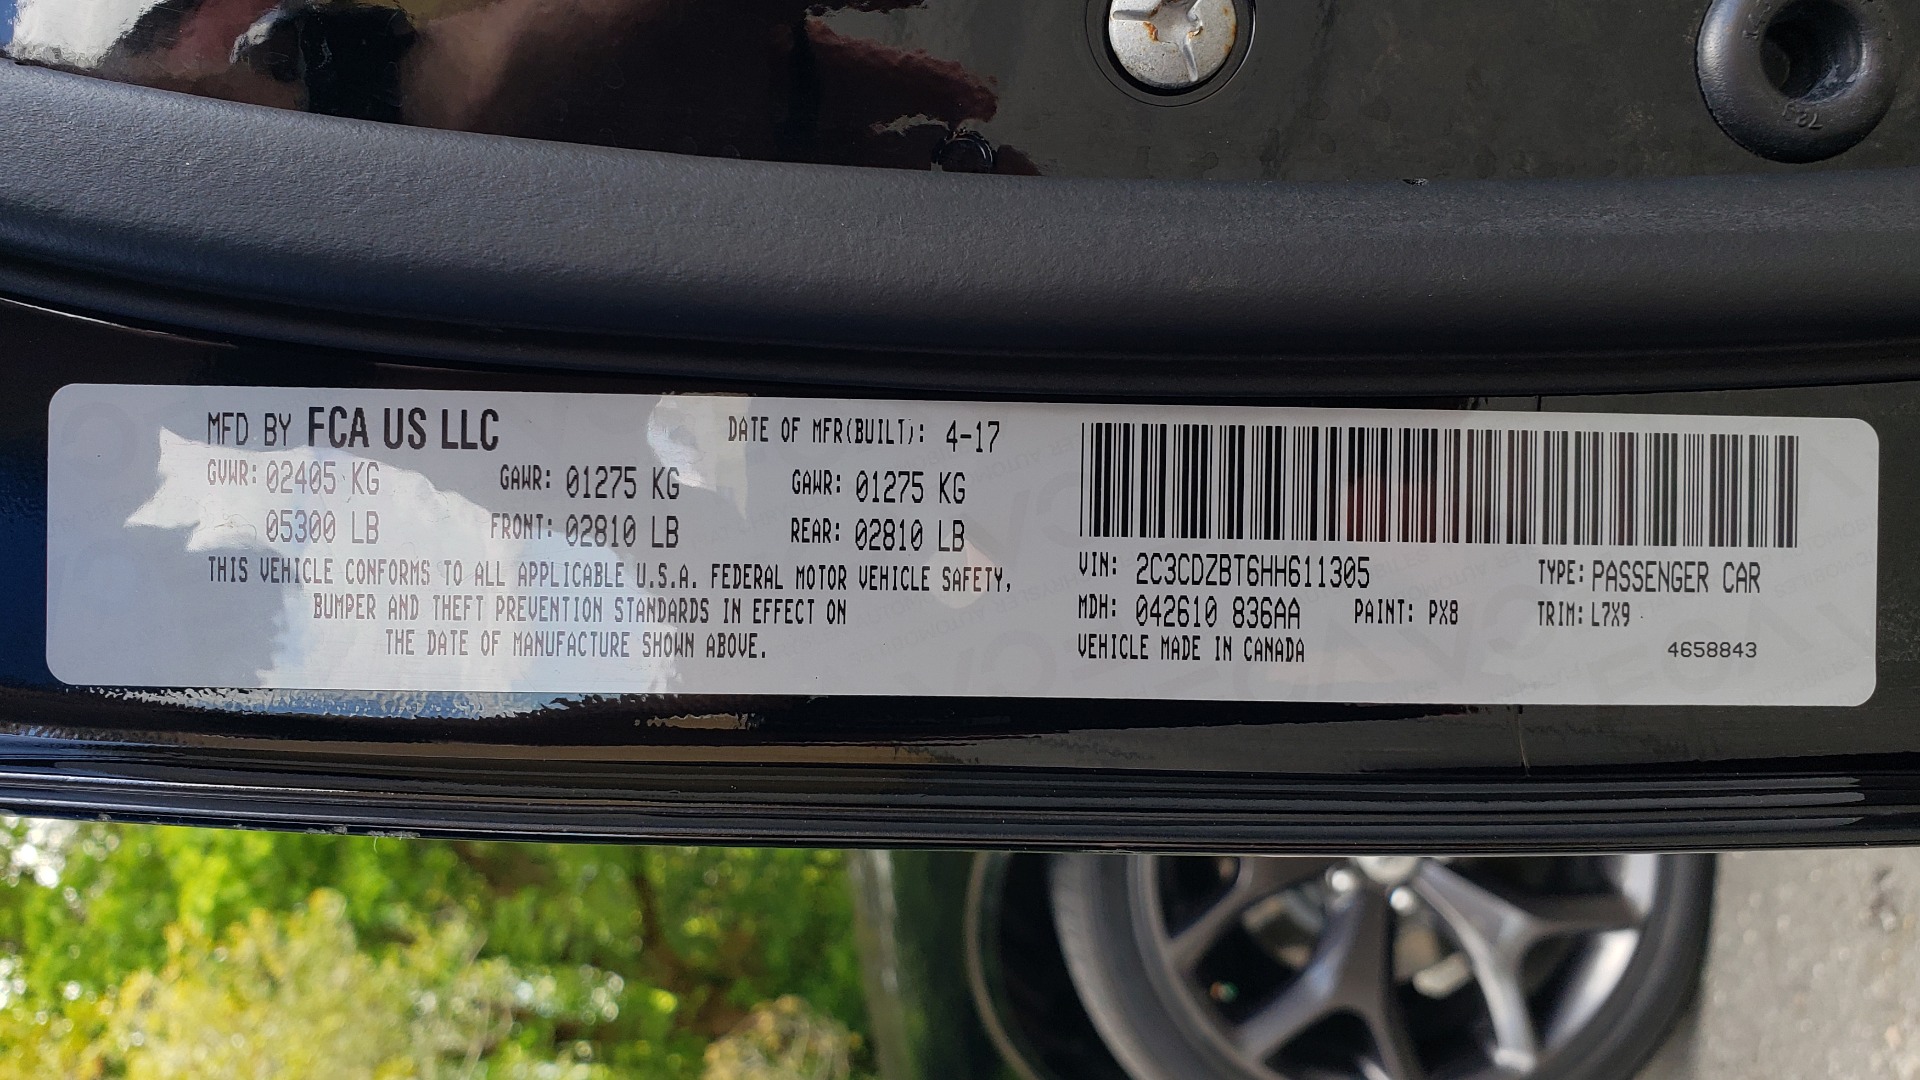 MFD BY FCA US LLC
DATE OF MFR(BUILT): 4-17
GVWR: 02405 KG GAWR: 01275 KG GAWR: 01275 KG
05300 LB FRONT: 02810 LB REAR: 02810 LB
THIS VEHICLE CONFORMS TO ALL APPLICABLE U.S.A. FEDERAL MOTOR VEHICLE SAFETY,
BUMPER AND THEFT PREVENTION STANDARDS IN EFFECT ON
THE DATE OF MANUFACTURE SHOWN ABOVE.
VIN: 2C3CDZBT6HH611305 TYPE: PASSENGER CAR
MDH: 042610 836AA PAINT: PX8 TRIM: L7X9
VEHICLE MADE IN CANADA 4658843